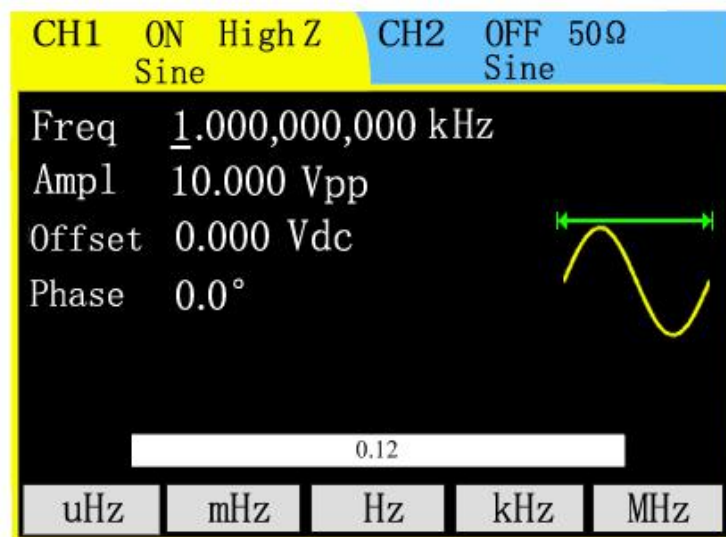 CH1 ON High Z CH2 OFF 50Ω
Sine Sine
Freq 1.000,000,000 kHz
Ampl 10.000 Vpp
Offset 0.000 Vdc
Phase 0.0°
0.12
uHz mHz Hz kHz MHz